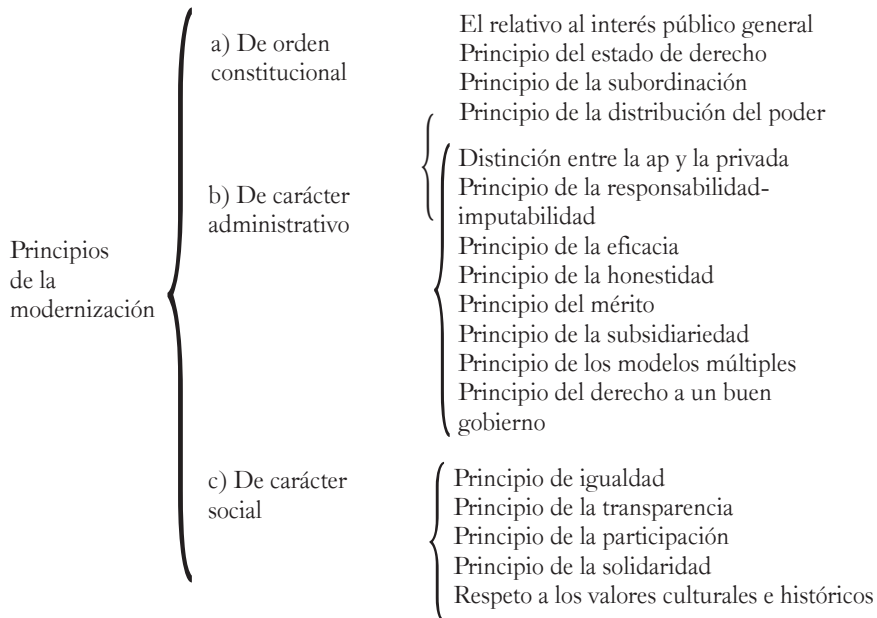 Principios
de la
modernización
a) De orden
constitucional
El relativo al interés público general
Principio del estado de derecho
Principio de la subordinación
Principio de la distribución del poder
b) De carácter
administrativo
Distinción entre la ap y la privada
Principio de la responsabilidad-
imputabilidad
Principio de la eficacia
Principio de la honestidad
Principio del mérito
Principio de la subsidiariedad
Principio de los modelos múltiples
Principio del derecho a un buen
gobierno
c) De carácter
social
Principio de igualdad
Principio de la transparencia
Principio de la participación
Principio de la solidaridad
Respeto a los valores culturales e históricos